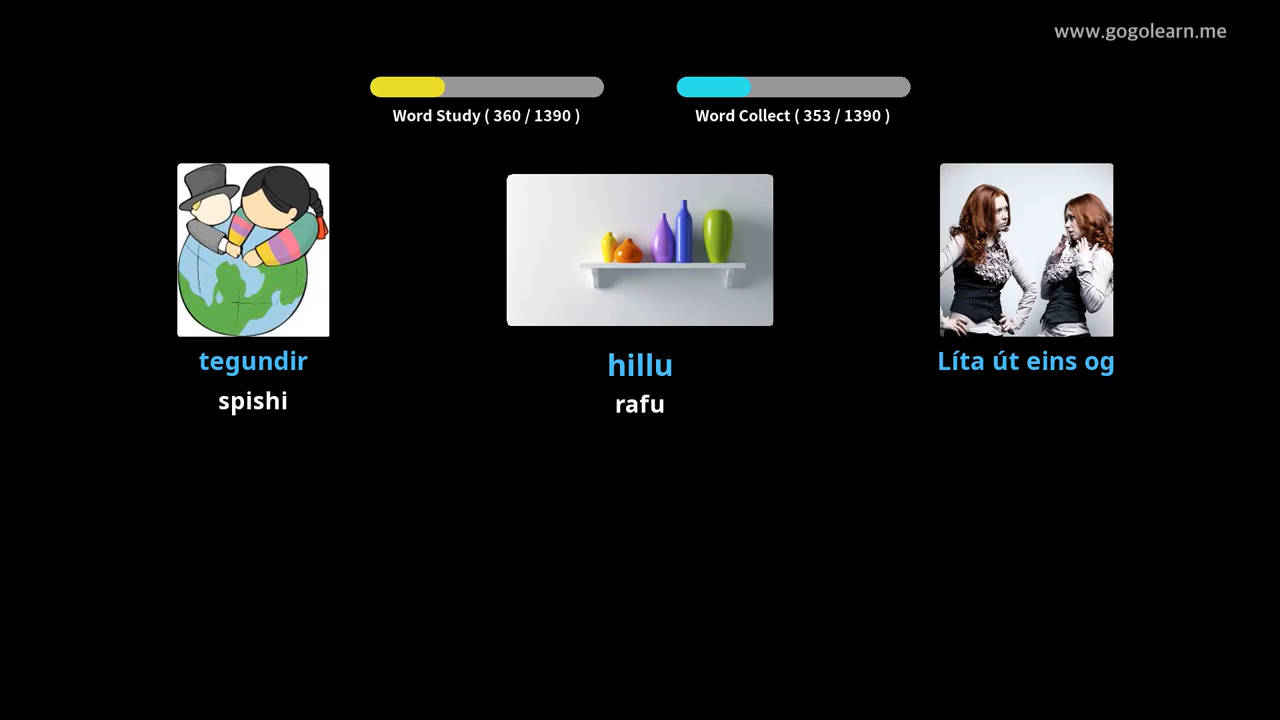 www.gogolearn.me
Word Study ( 360 / 1390 )
Word Collect ( 353 / 1390 )
tegundir
spishi
hillu
rafu
Líta út eins og